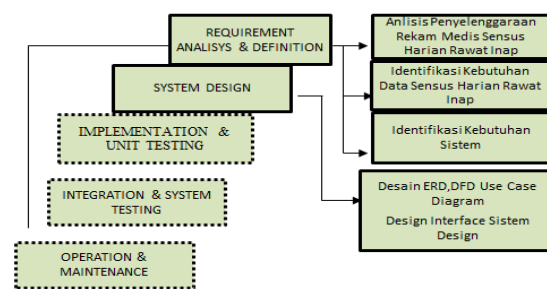 REQUIREMENT
ANALISYS & DEFINITION
SYSTEM DESIGN
IMPLEMENTATION &
UNIT TESTING
INTEGRATION & SYSTEM
TESTING
OPERATION &
MAINTENANCE
Anlisis Penyelenggaraan
Rekam Medis Sensus
Harian Rawat Inap
Identifikasi Kebutuhan
Data Sensus Harian Rawat
Inap
Identifikasi Kebutuhan
Sistem
Desain ERD,DFD Use Case
Diagram
Design Interface Sistem
Design